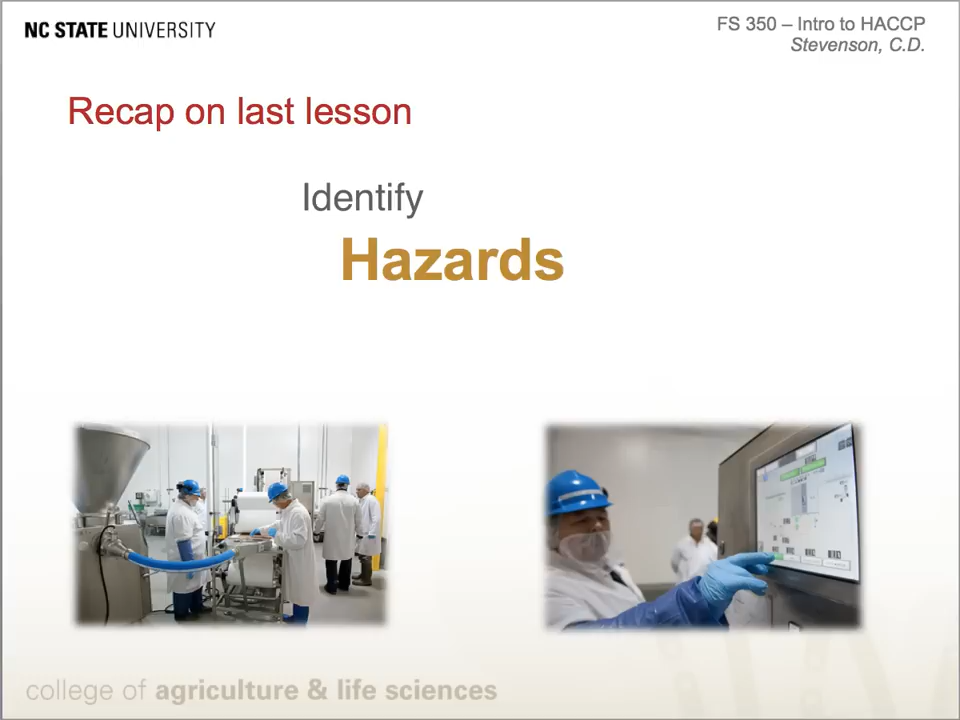 NC STATE UNIVERSITY
FS 350 – Intro to HACCP
Stevenson, C.D.
Recap on last lesson
Identify
Hazards
college of agriculture & life sciences